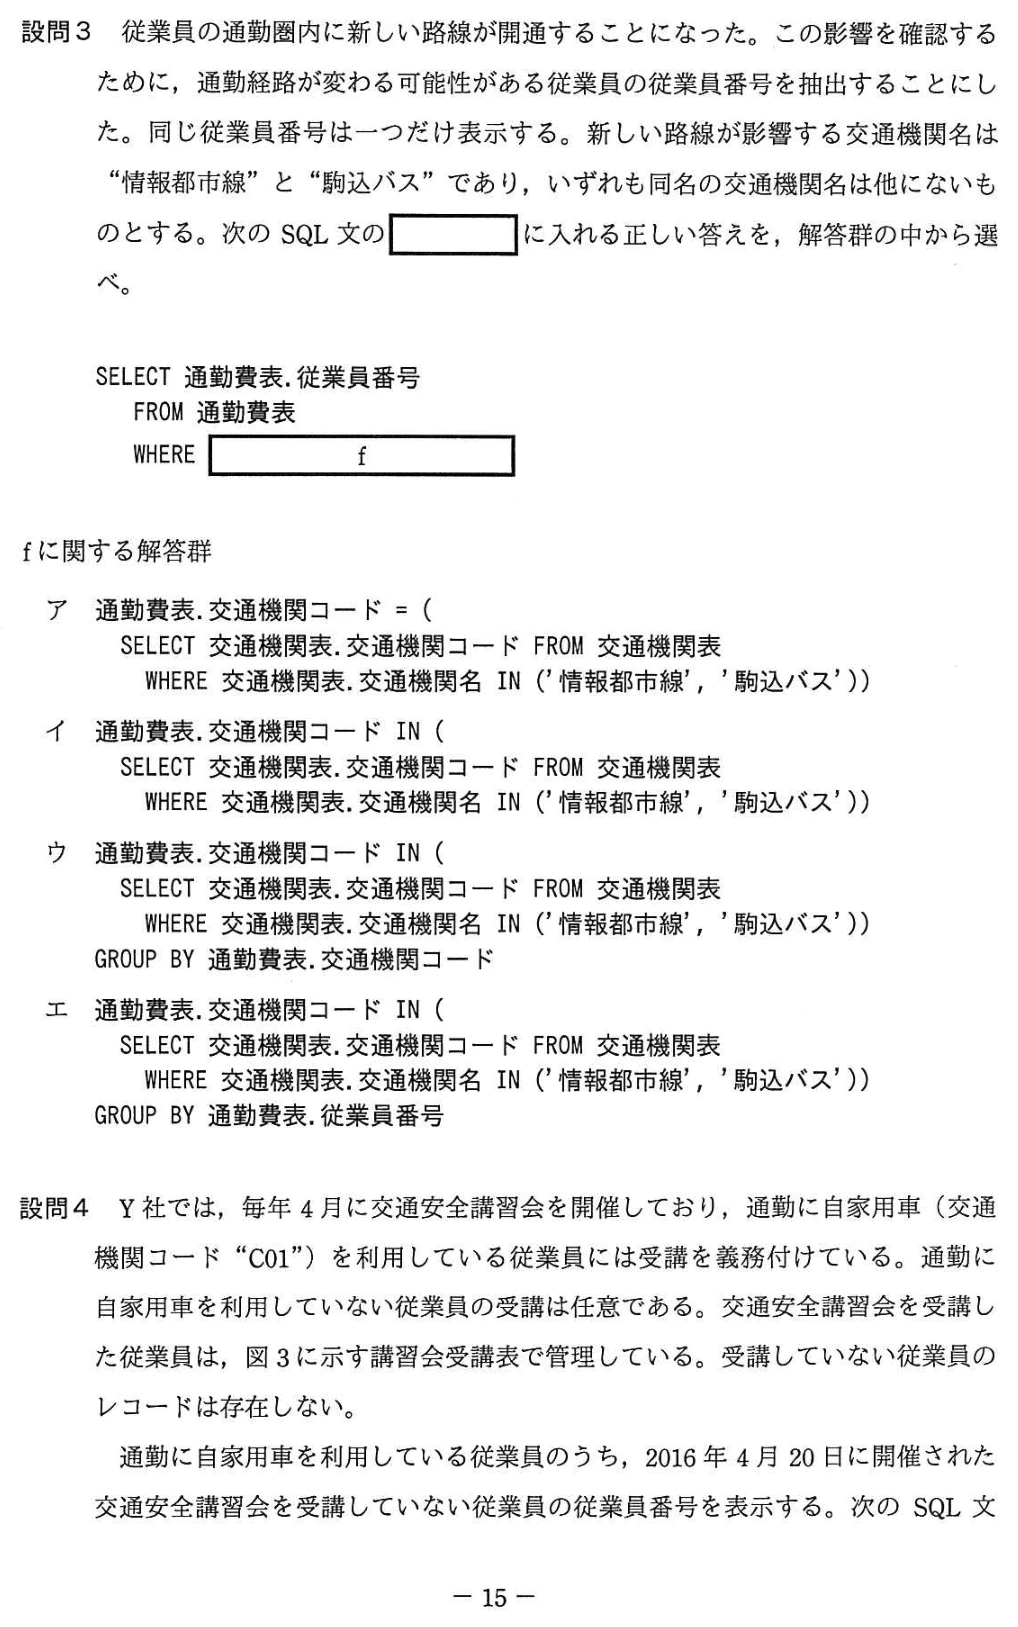 設問3 従業員の通勤圏内に新しい路線が開通することになった。この影響を確認する
ために，通勤経路が変わる可能性がある従業員の従業員番号を抽出することにし
た。同じ従業員番号は一つだけ表示する。新しい路線が影響する交通機関名は
“情報都市線”と“駒込バス”であり，いずれも同名の交通機関名は他にないも
のとする。次の SQL 文の に入れる正しい答えを，解答群の中から選
べ。
SELECT 通勤費表.従業員番号
FROM 通勤費表
WHERE f
f に関する解答群
ア 通勤費表.交通機関コード = (
SELECT 交通機関表.交通機関コード FROM 交通機関表
WHERE 交通機関表.交通機関名 IN ('情報都市線', '駒込バス'))
イ 通勤費表.交通機関コード IN (
SELECT 交通機関表.交通機関コード FROM 交通機関表
WHERE 交通機関表.交通機関名 IN ('情報都市線', '駒込バス'))
ウ 通勤費表.交通機関コード IN (
SELECT 交通機関表.交通機関コード FROM 交通機関表
WHERE 交通機関表.交通機関名 IN ('情報都市線', '駒込バス'))
GROUP BY 通勤費表.交通機関コード
エ 通勤費表.交通機関コード IN (
SELECT 交通機関表.交通機関コード FROM 交通機関表
WHERE 交通機関表.交通機関名 IN ('情報都市線', '駒込バス'))
GROUP BY 通勤費表.従業員番号
設問4 Y 社では，毎年 4 月に交通安全講習会を開催しており，通勤に自家用車（交通
機関コード “C01”）を利用している従業員には受講を義務付けている。通勤に
自家用車を利用していない従業員の受講は任意である。交通安全講習会を受講し
た従業員は，図 3 に示す講習会受講表で管理している。受講していない従業員の
レコードは存在しない。
通勤に自家用車を利用している従業員のうち，2016 年 4 月 20 日に開催された
交通安全講習会を受講していない従業員の従業員番号を表示する。次の SQL 文
－ 15 －